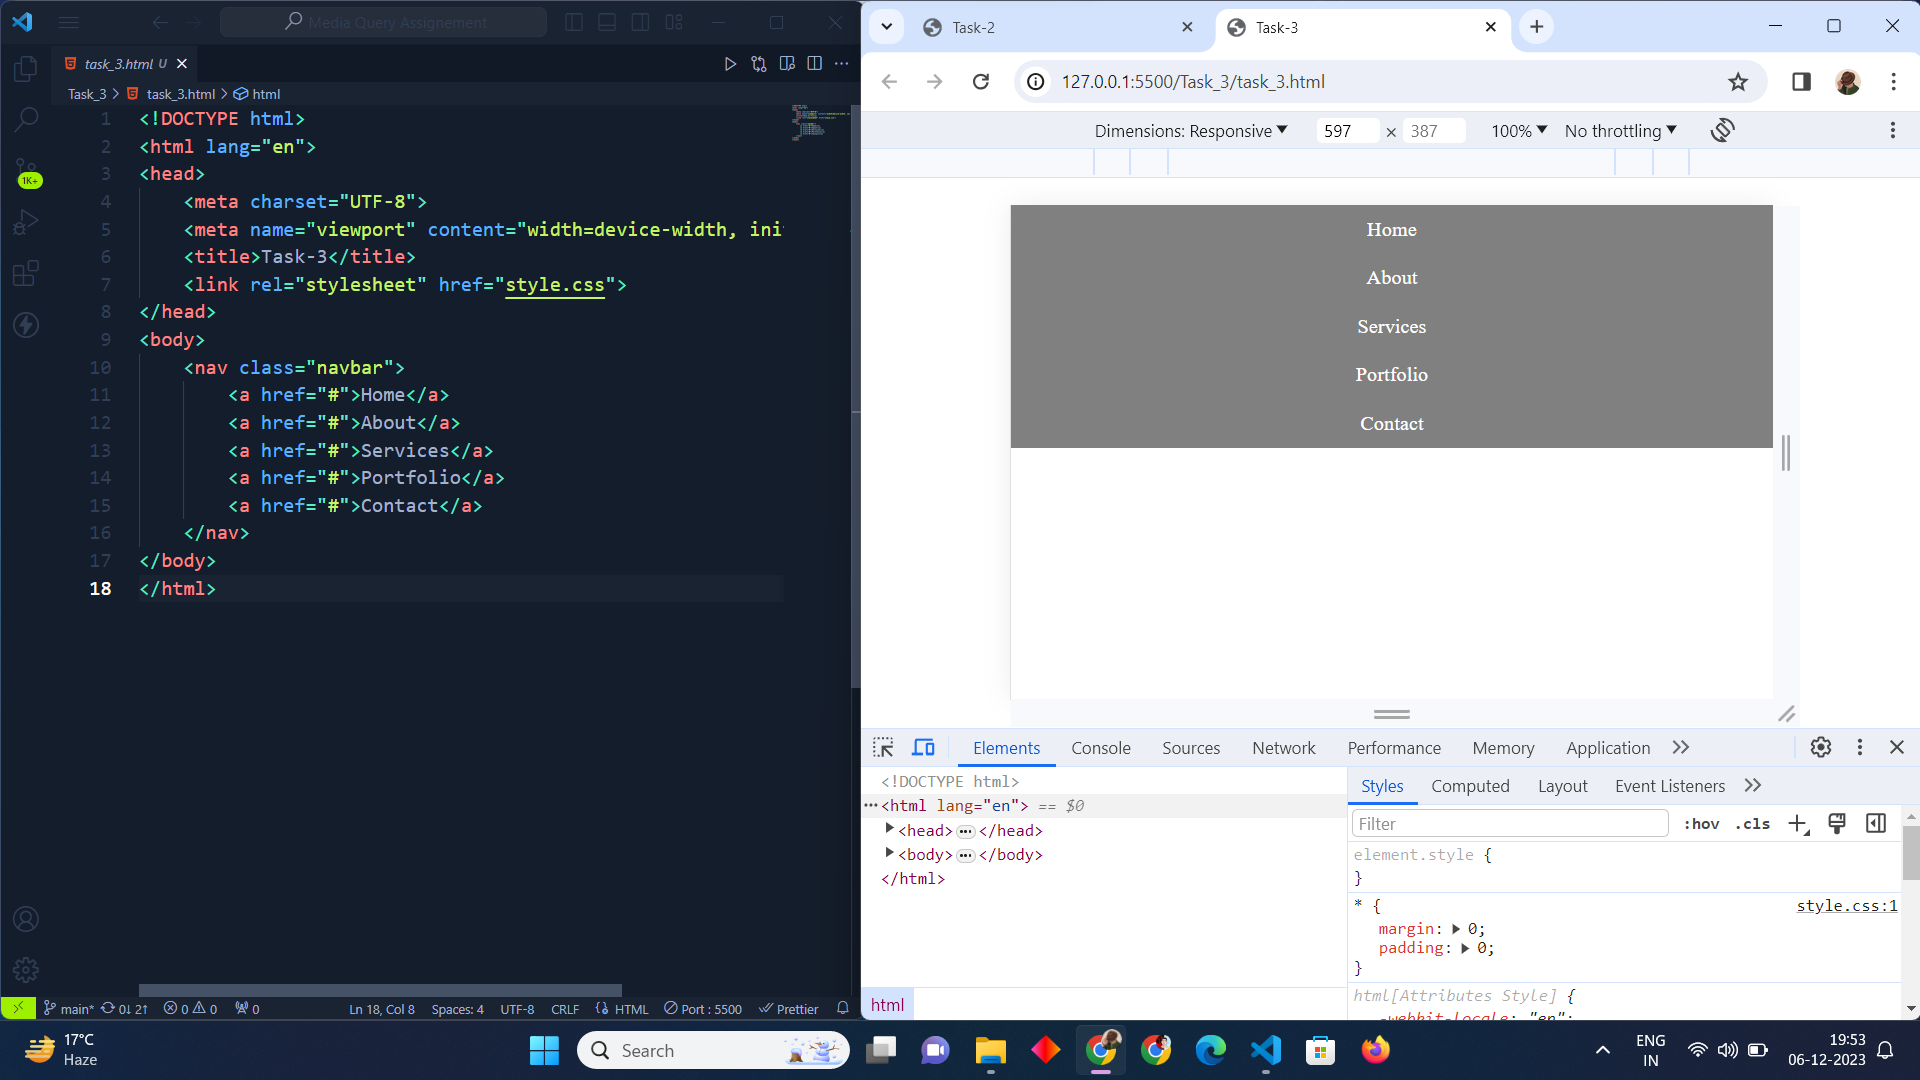 Media Query Assignement
task_3.html U
Task_3 > task_3.html > html
1 <!DOCTYPE html>
2 <html lang="en">
3 <head>
4 <meta charset="UTF-8">
5 <meta name="viewport" content="width=device-width, ini
6 <title>Task-3</title>
7 <link rel="stylesheet" href="style.css">
8 </head>
9 <body>
10 <nav class="navbar">
11 <a href="#">Home</a>
12 <a href="#">About</a>
13 <a href="#">Services</a>
14 <a href="#">Portfolio</a>
15 <a href="#">Contact</a>
16 </nav>
17 </body>
18 </html>
1K+
main* 0↓ 2↑ 0 0 0 Ln 18, Col 8 Spaces: 4 UTF-8 CRLF HTML Port : 5500 Prettier
Task-2
Task-3
127.0.0.1:5500/Task_3/task_3.html
Dimensions: Responsive 597 × 387 100% No throttling
Home
About
Services
Portfolio
Contact
Elements Console Sources Network Performance Memory Application
<!DOCTYPE html>
<html lang="en"> == $0
<head> ••• </head>
<body> ••• </body>
</html>
html
Styles Computed Layout Event Listeners
Filter :hov .cls
element.style {
}
* { style.css:1
margin: 0;
padding: 0;
}
html[Attributes Style] {
-webkit-locale: "en";
17°C
Haze
Search
ENG
IN
19:53
06-12-2023